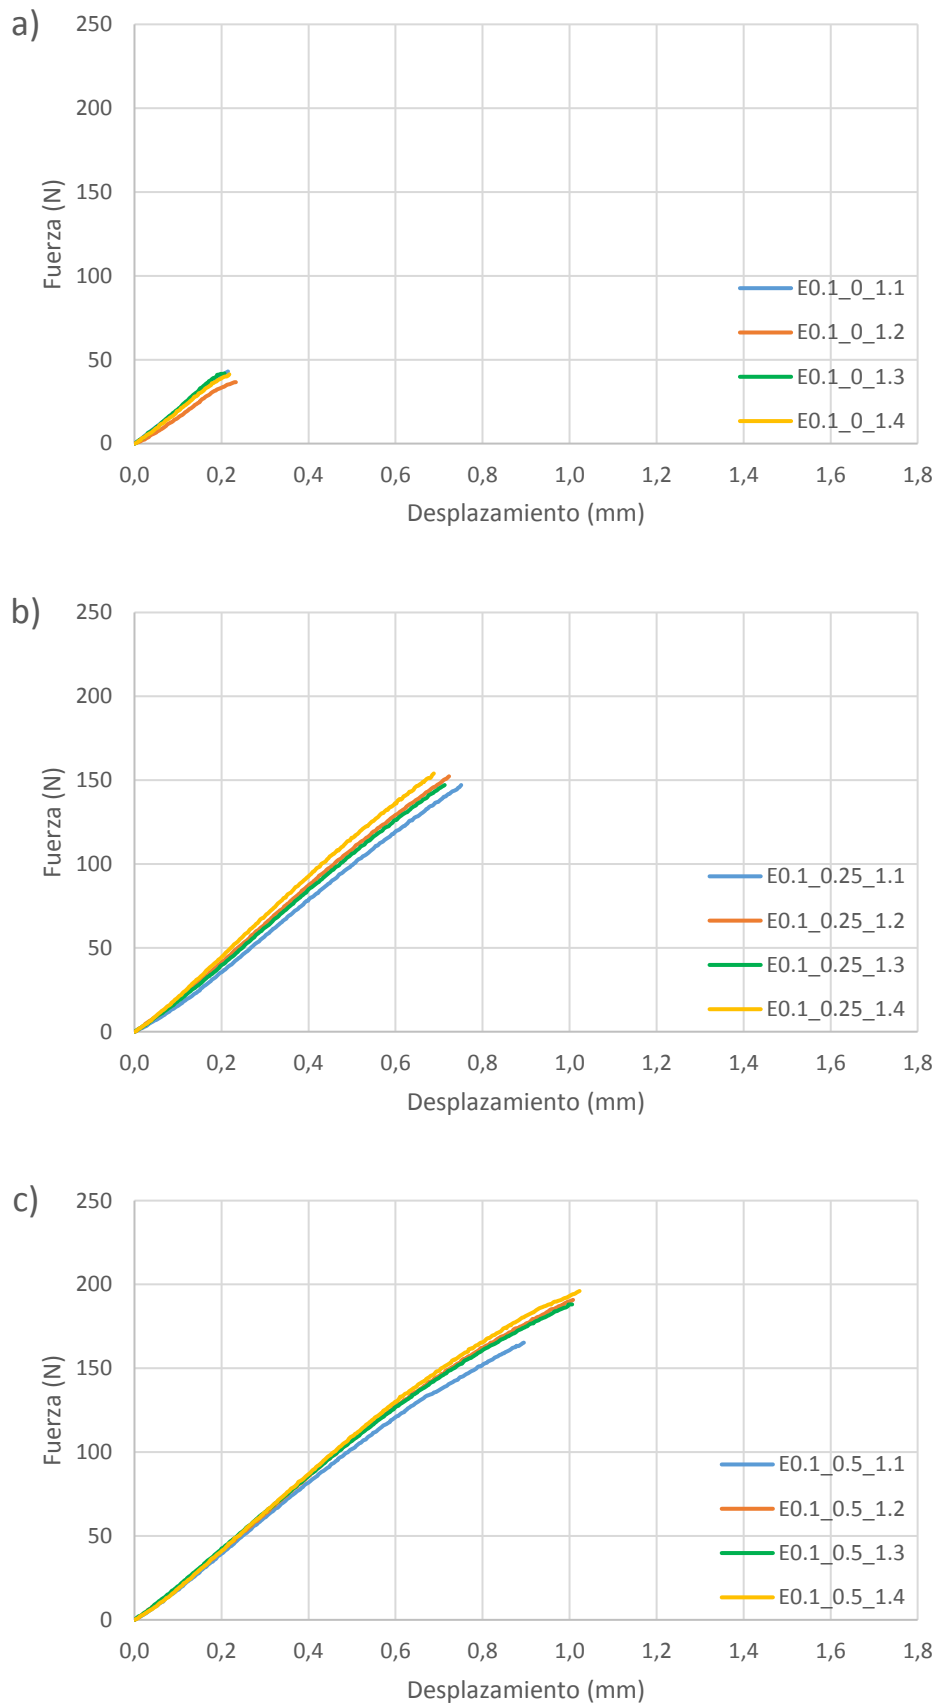 a)
250
200
150
100
50
0
Fuerza (N)
E0.1_0_1.1
E0.1_0_1.2
E0.1_0_1.3
E0.1_0_1.4
0,0 0,2 0,4 0,6 0,8 1,0 1,2 1,4 1,6 1,8
Desplazamiento (mm)
b)
250
200
150
100
50
0
Fuerza (N)
E0.1_0.25_1.1
E0.1_0.25_1.2
E0.1_0.25_1.3
E0.1_0.25_1.4
0,0 0,2 0,4 0,6 0,8 1,0 1,2 1,4 1,6 1,8
Desplazamiento (mm)
c)
250
200
150
100
50
0
Fuerza (N)
E0.1_0.5_1.1
E0.1_0.5_1.2
E0.1_0.5_1.3
E0.1_0.5_1.4
0,0 0,2 0,4 0,6 0,8 1,0 1,2 1,4 1,6 1,8
Desplazamiento (mm)